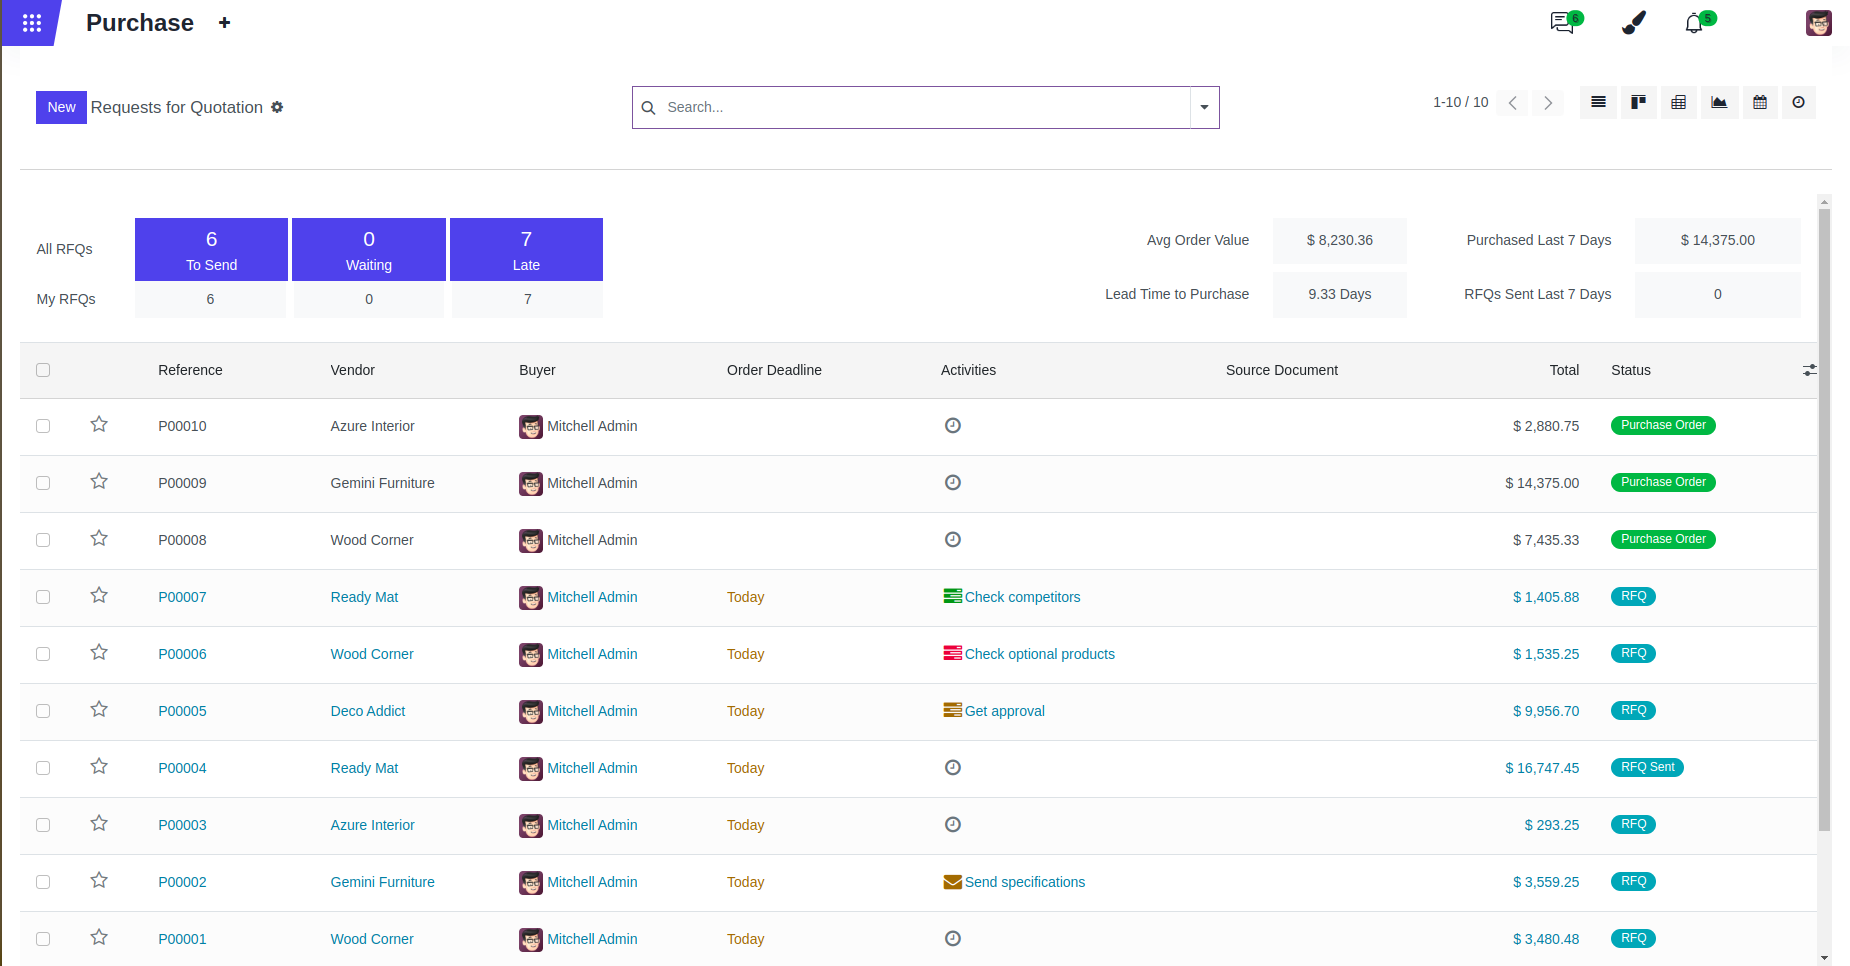 Purchase +
6
5
New Requests for Quotation
Search...
1-10 / 10
All RFQs
6
To Send
0
Waiting
7
Late
My RFQs
6
0
7
Avg Order Value $ 8,230.36
Purchased Last 7 Days $ 14,375.00
Lead Time to Purchase 9.33 Days
RFQs Sent Last 7 Days 0
Reference Vendor Buyer Order Deadline Activities Source Document Total Status
P00010 Azure Interior Mitchell Admin $ 2,880.75 Purchase Order
P00009 Gemini Furniture Mitchell Admin $ 14,375.00 Purchase Order
P00008 Wood Corner Mitchell Admin $ 7,435.33 Purchase Order
P00007 Ready Mat Mitchell Admin Today Check competitors $ 1,405.88 RFQ
P00006 Wood Corner Mitchell Admin Today Check optional products $ 1,535.25 RFQ
P00005 Deco Addict Mitchell Admin Today Get approval $ 9,956.70 RFQ
P00004 Ready Mat Mitchell Admin Today $ 16,747.45 RFQ Sent
P00003 Azure Interior Mitchell Admin Today $ 293.25 RFQ
P00002 Gemini Furniture Mitchell Admin Today Send specifications $ 3,559.25 RFQ
P00001 Wood Corner Mitchell Admin Today $ 3,480.48 RFQ